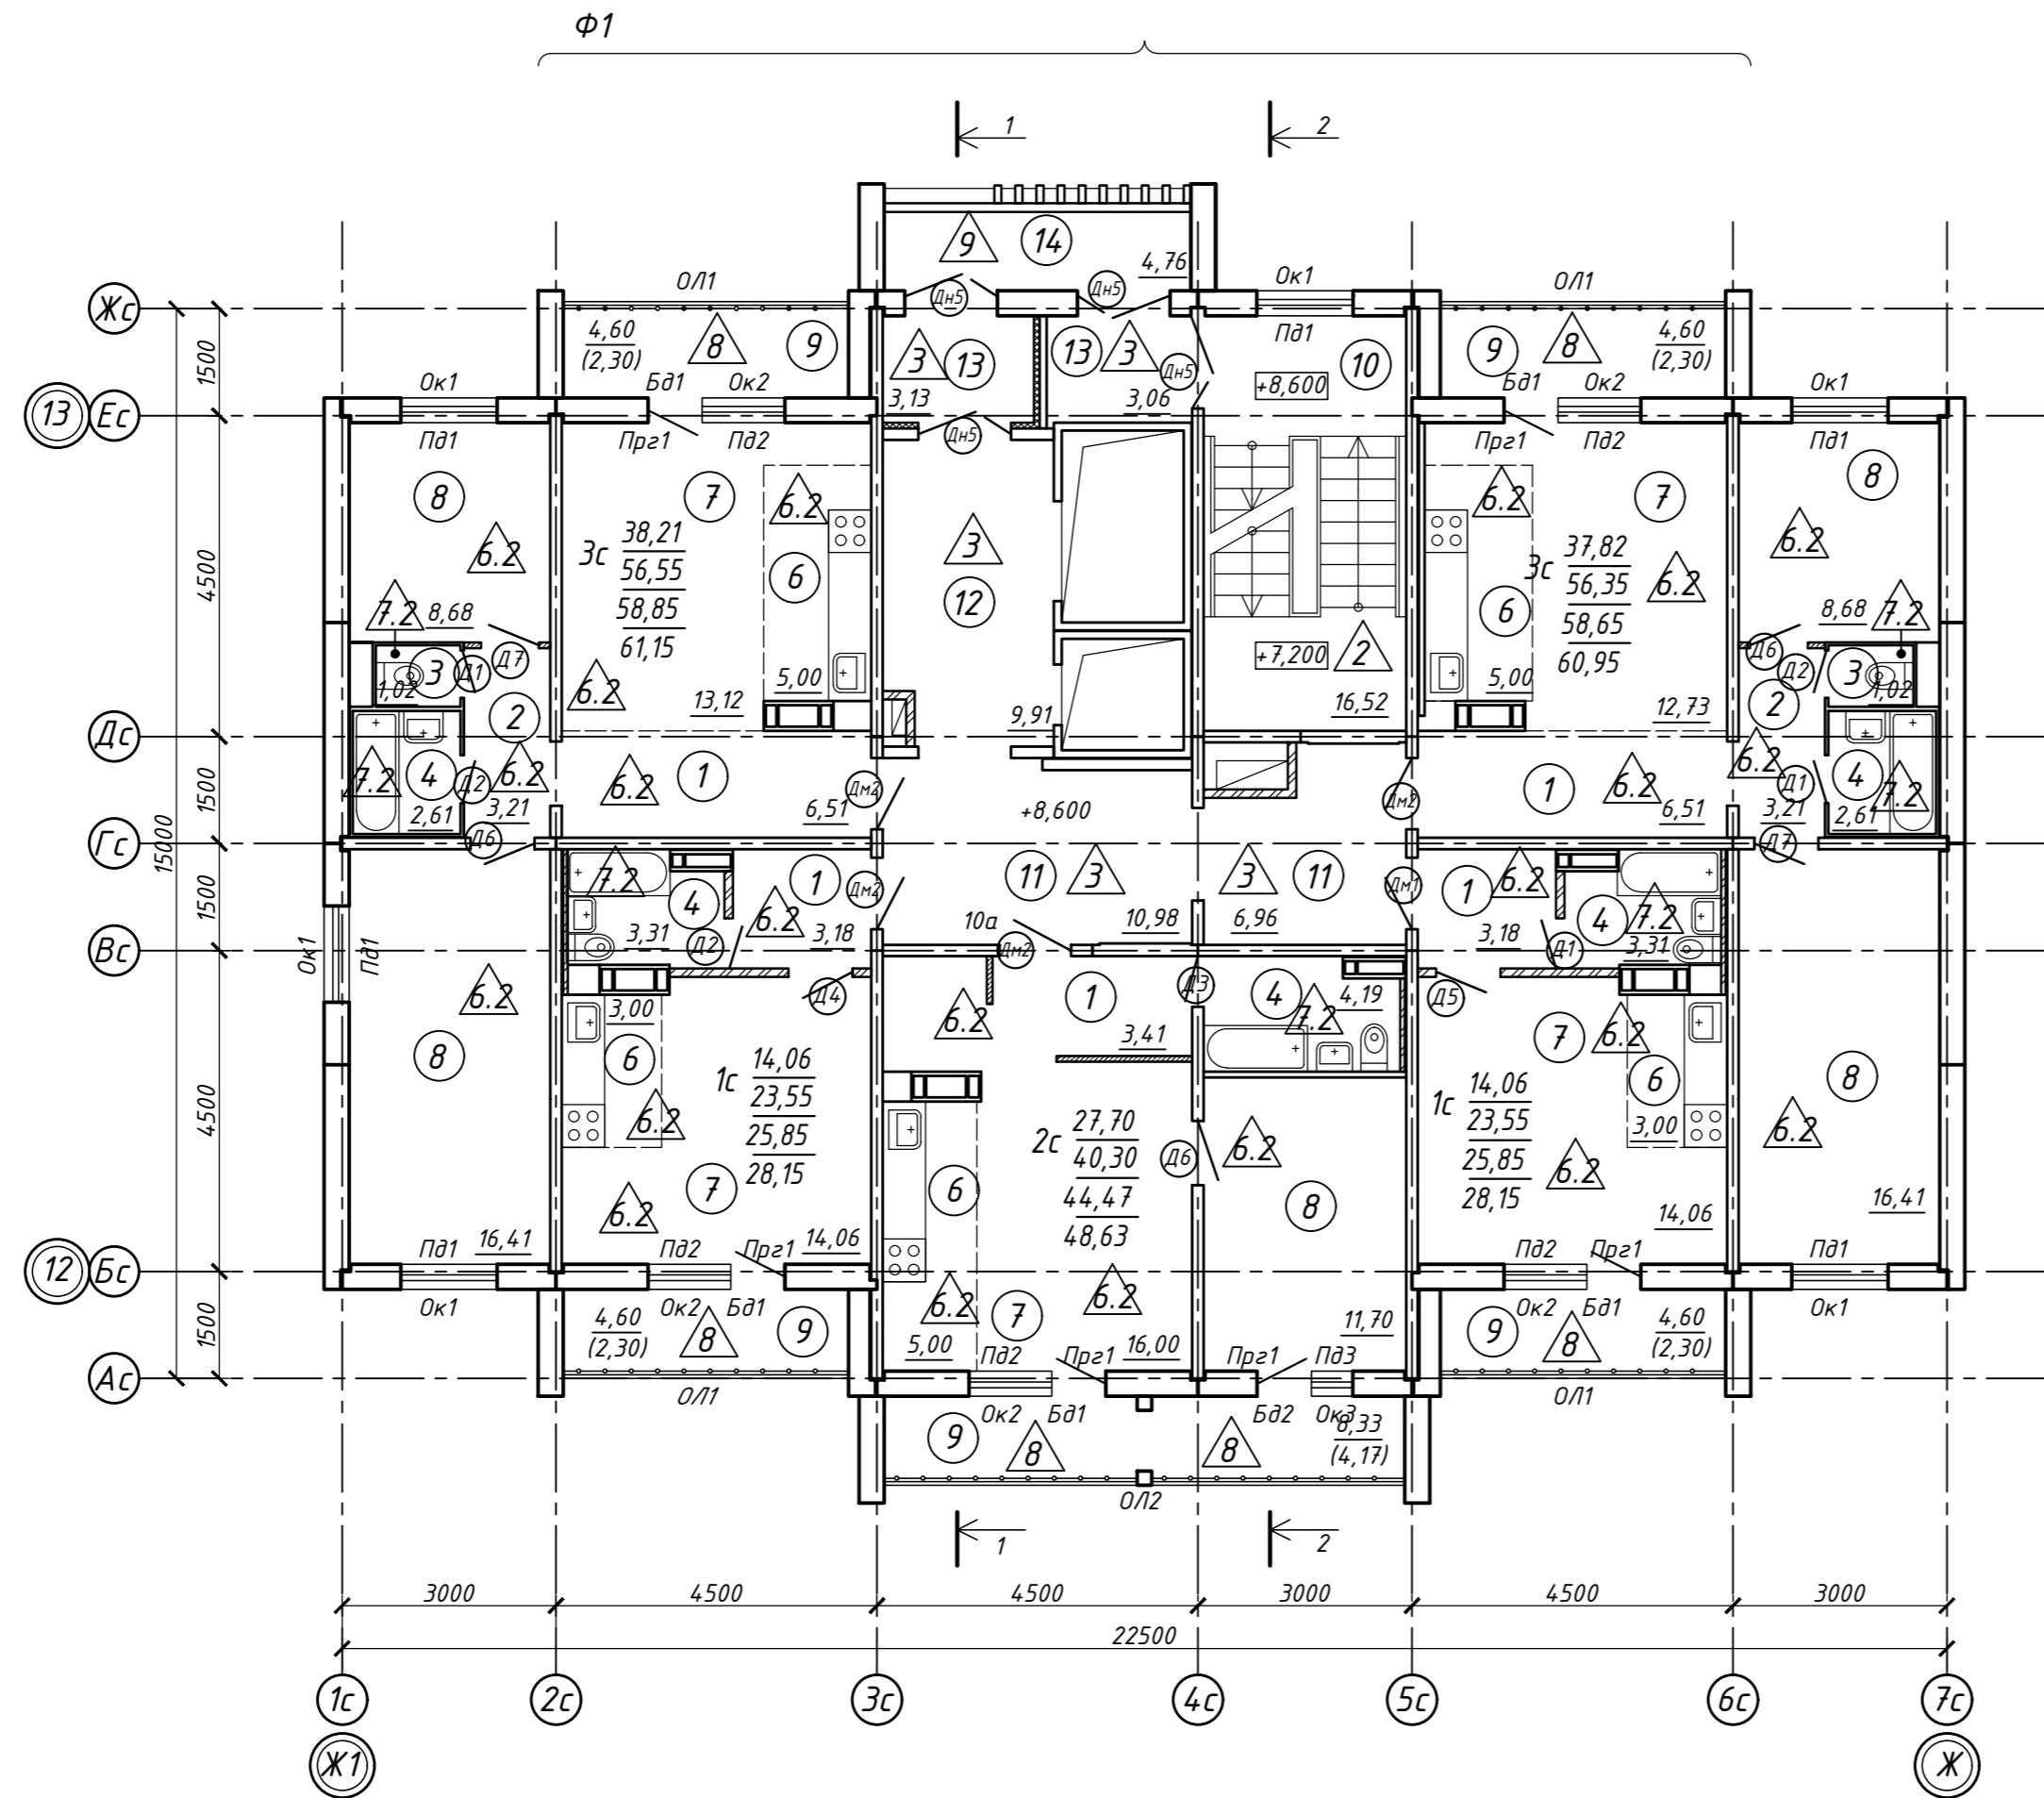 Ф1
1 2
14 9
4,76
ОЛ1 Дн5 Дн5 Ок1 ОЛ1
Жс
4,60 8 9 3 13 13 3 Дн5 Пд1 10 9 8 4,60
(2,30) (2,30)
1500
+8,600
Ок1 Бд1 Ок2 3,13 3,06 Бд1 Ок2 Ок1
13 Ес
Пд1 Прг1 Пд2 Дн5 Прг1 Пд2 Пд1
8 7 6.2 6.2 7 8
3с 38,21 3с 37,82
56,55 56,35
58,85 58,65
61,15 60,95
6.2 6 3 12 6 6.2 6.2
4500
7.2 8,68 8,68 7.2
3 Д1 Д7 +7,200 2 Д6 Д2 3
1,02 6.2 13,12 5,00 9,91 16,52 5,00 12,73 1,02
2 2
Дс
7.2 4 Д2 6.2 6.2 1 Дм2 Дм2 1 6.2 6.2 Д1 4 7.2
1500
2,61 3,21 6,51 +8,600 6,51 3,21 2,61
Гс
15000
Д6 Д7
7.2 4 1 Дм2 11 3 3 11 Дм1 1 6.2 7.2 4
1500
6.2
3,31 Д2 3,18 10а 10,98 6,96 3,18 Д1 3,31
Вс
Ок1 Пд1
Дм2 Д3
6.2 3,00 Д4 6.2 1 4 7.2 4,19 Д5
8 6 3,41 7 6.2 8
1с 14,06 1с 14,06
23,55 23,55
25,85 25,85
28,15 28,15
6.2 6 3,00 6.2
4500
2с 27,70
40,30
44,47
48,63
Д6 6.2
6.2 7 6 8 6.2
16,41 14,06 14,06 16,41
Пд1 Пд2 Прг1 Пд2 Прг1 Пд1
12 Бс
Ок1 Ок2 Бд1 6.2 7 6.2 Ок2 Бд1 Ок1
4,60 8 9 11,70 9 8 4,60
(2,30) (2,30)
1500
5,00 Пд2 Прг1 16,00 Прг1 Пд3
Ас
ОЛ1 ОЛ1
Ок2 Бд1 Бд2 Ок3 8,33
9 8 8 (4,17)
ОЛ2
1 2
3000 4500 4500 3000 4500 3000
22500
1с 2с 3с 4с 5с 6с 7с
Ж1 Ж